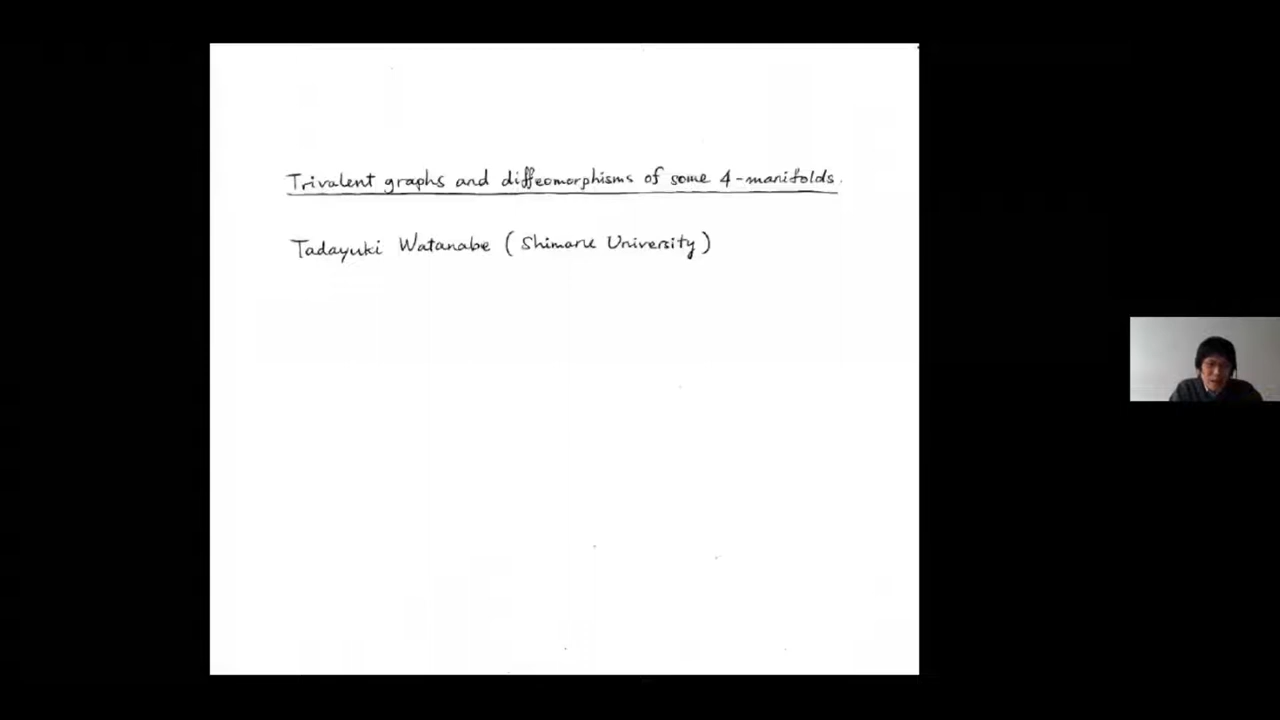 Trivalent graphs and diffeomorphisms of some 4-manifolds.
Tadayuki Watanabe (Shimane University)